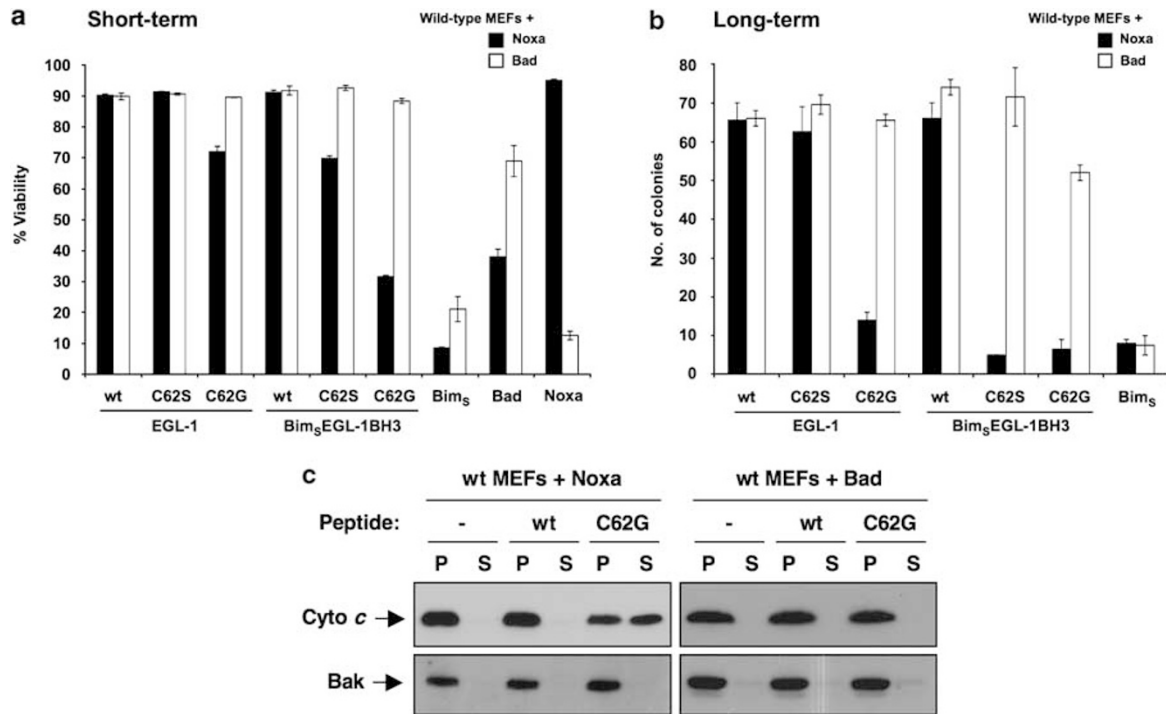 a Short-term
Wild-type MEFs +
Noxa
Bad
% Viability
100
90
80
70
60
50
40
30
20
10
0
wt C62S C62G wt C62S C62G BimS Bad Noxa
EGL-1 BimSEGL-1BH3
b Long-term
Wild-type MEFs +
Noxa
Bad
No. of colonies
80
70
60
50
40
30
20
10
0
wt C62S C62G wt C62S C62G BimS
EGL-1 BimSEGL-1BH3
c
wt MEFs + Noxa wt MEFs + Bad
Peptide: - wt C62G - wt C62G
P S P S P S P S P S P S
Cyto c
Bak